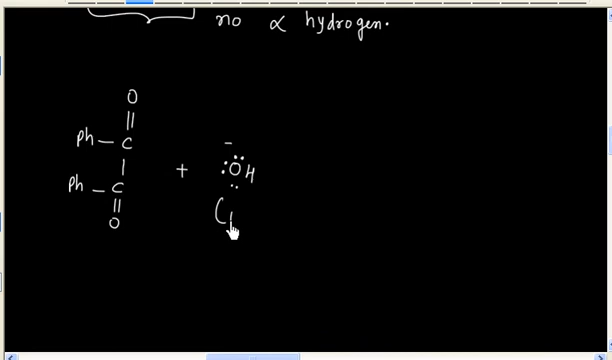 no ∝ hydrogen.
O
||
Ph — C
|
Ph — C + :ÖH
||
O
(